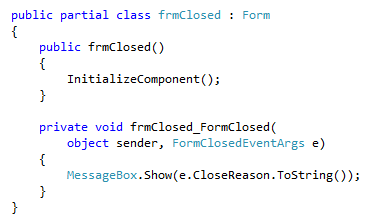 public partial class frmClosed : Form
{
    public frmClosed()
    {
        InitializeComponent();
    }

    private void frmClosed_FormClosed(
        object sender, FormClosedEventArgs e)
    {
        MessageBox.Show(e.CloseReason.ToString());
    }
}